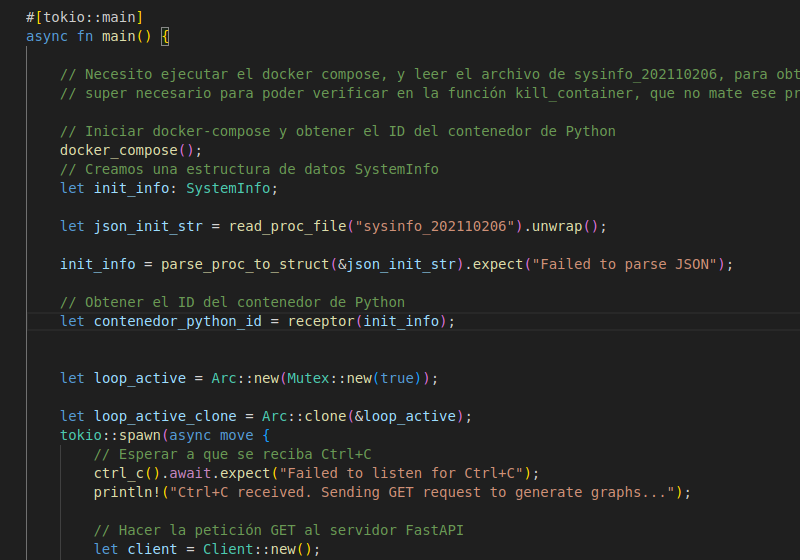 #[tokio::main]
async fn main() {
// Necesito ejecutar el docker compose, y leer el archivo de sysinfo_202110206, para obt
// super necesario para poder verificar en la función kill_container, que no mate ese pr
// Iniciar docker-compose y obtener el ID del contenedor de Python
docker_compose();
// Creamos una estructura de datos SystemInfo
let init_info: SystemInfo;
let json_init_str = read_proc_file("sysinfo_202110206").unwrap();
init_info = parse_proc_to_struct(&json_init_str).expect("Failed to parse JSON");
// Obtener el ID del contenedor de Python
let contenedor_python_id = receptor(init_info);
let loop_active = Arc::new(Mutex::new(true));
let loop_active_clone = Arc::clone(&loop_active);
tokio::spawn(async move {
// Esperar a que se reciba Ctrl+C
ctrl_c().await.expect("Failed to listen for Ctrl+C");
println!("Ctrl+C received. Sending GET request to generate graphs...");
// Hacer la petición GET al servidor FastAPI
let client = Client::new();